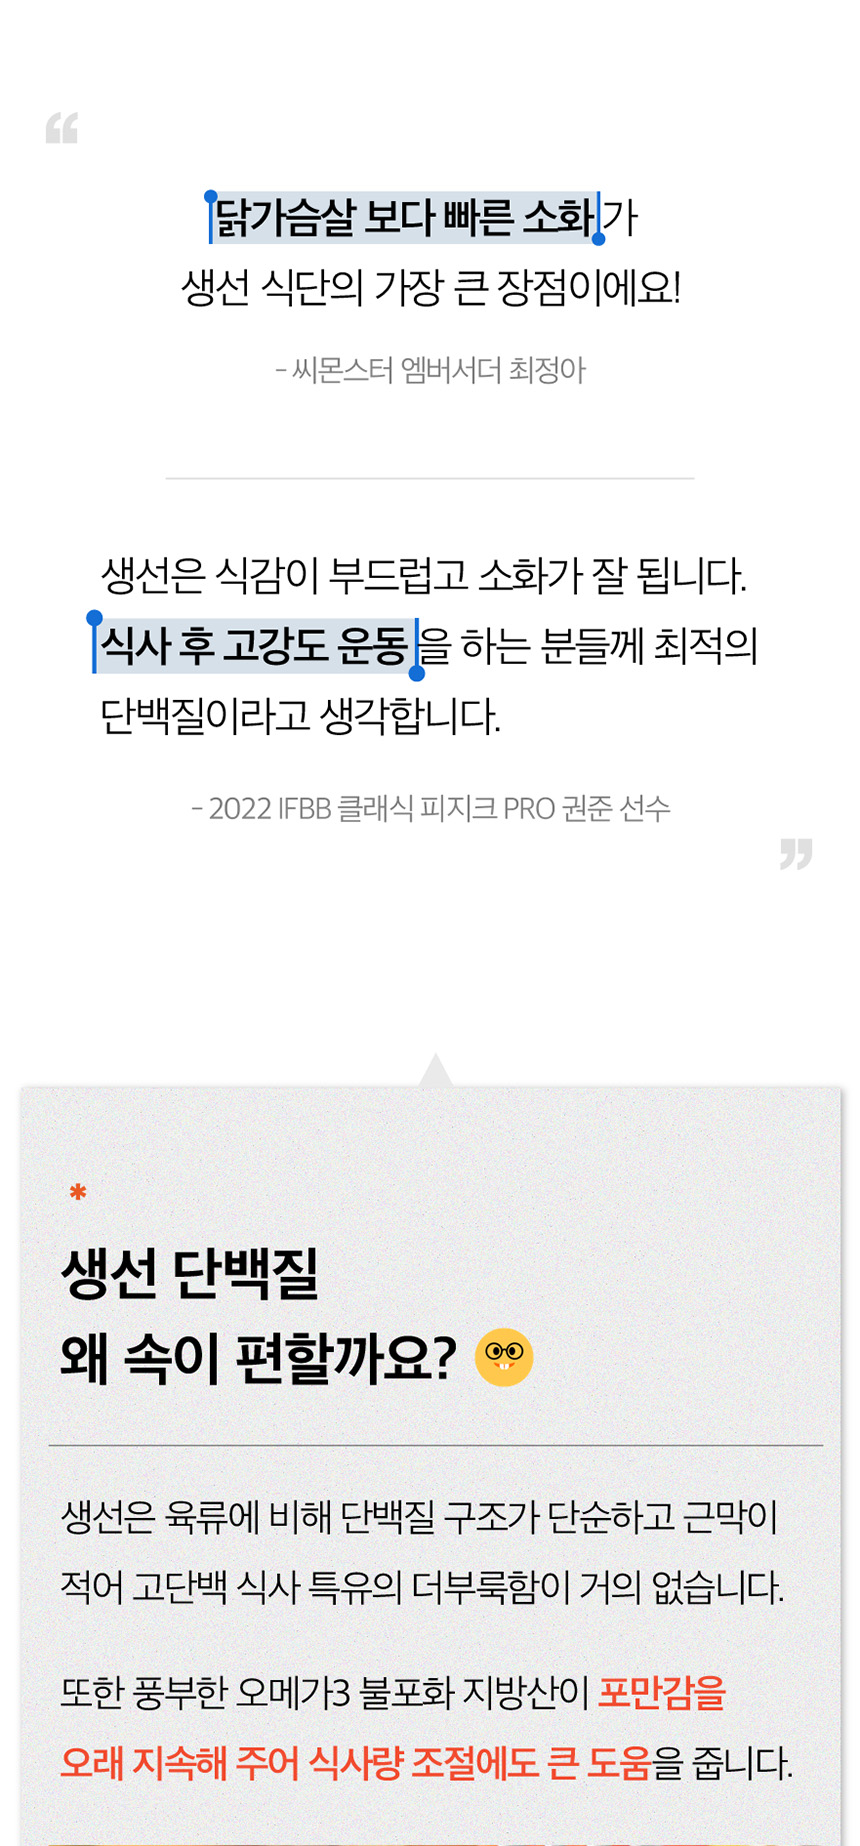 “
닭가슴살 보다 빠른 소화가
생선 식단의 가장 큰 장점이에요!
- 씨몬스터 엠버서더 최정아
생선은 식감이 부드럽고 소화가 잘 됩니다.
식사 후 고강도 운동을 하는 분들께 최적의
단백질이라고 생각합니다.
- 2022 IFBB 클래식 피지크 PRO 권준 선수
”
*
생선 단백질
왜 속이 편할까요? 🤓
생선은 육류에 비해 단백질 구조가 단순하고 근막이
적어 고단백 식사 특유의 더부룩함이 거의 없습니다.
또한 풍부한 오메가3 불포화 지방산이 포만감을
오래 지속해 주어 식사량 조절에도 큰 도움을 줍니다.